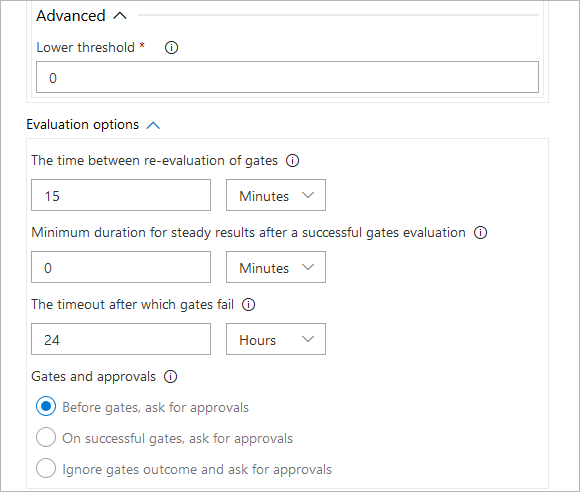 Advanced
Lower threshold *
0
Evaluation options
The time between re-evaluation of gates
15 Minutes
Minimum duration for steady results after a successful gates evaluation
0 Minutes
The timeout after which gates fail
24 Hours
Gates and approvals
Before gates, ask for approvals
On successful gates, ask for approvals
Ignore gates outcome and ask for approvals